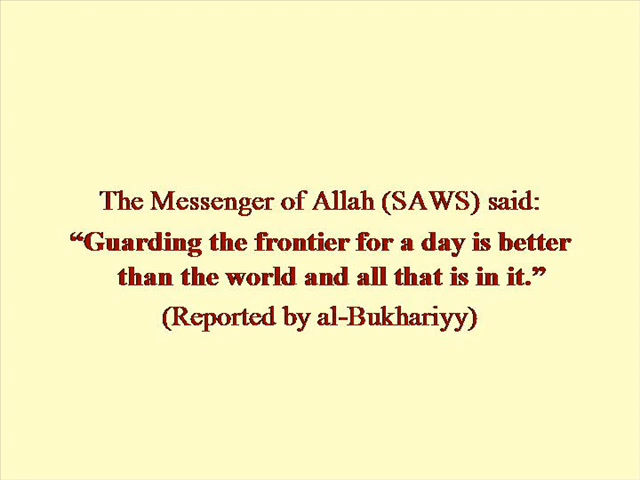 The Messenger of Allah (SAWS) said:
“Guarding the frontier for a day is better
than the world and all that is in it.”
(Reported by al-Bukhariyy)